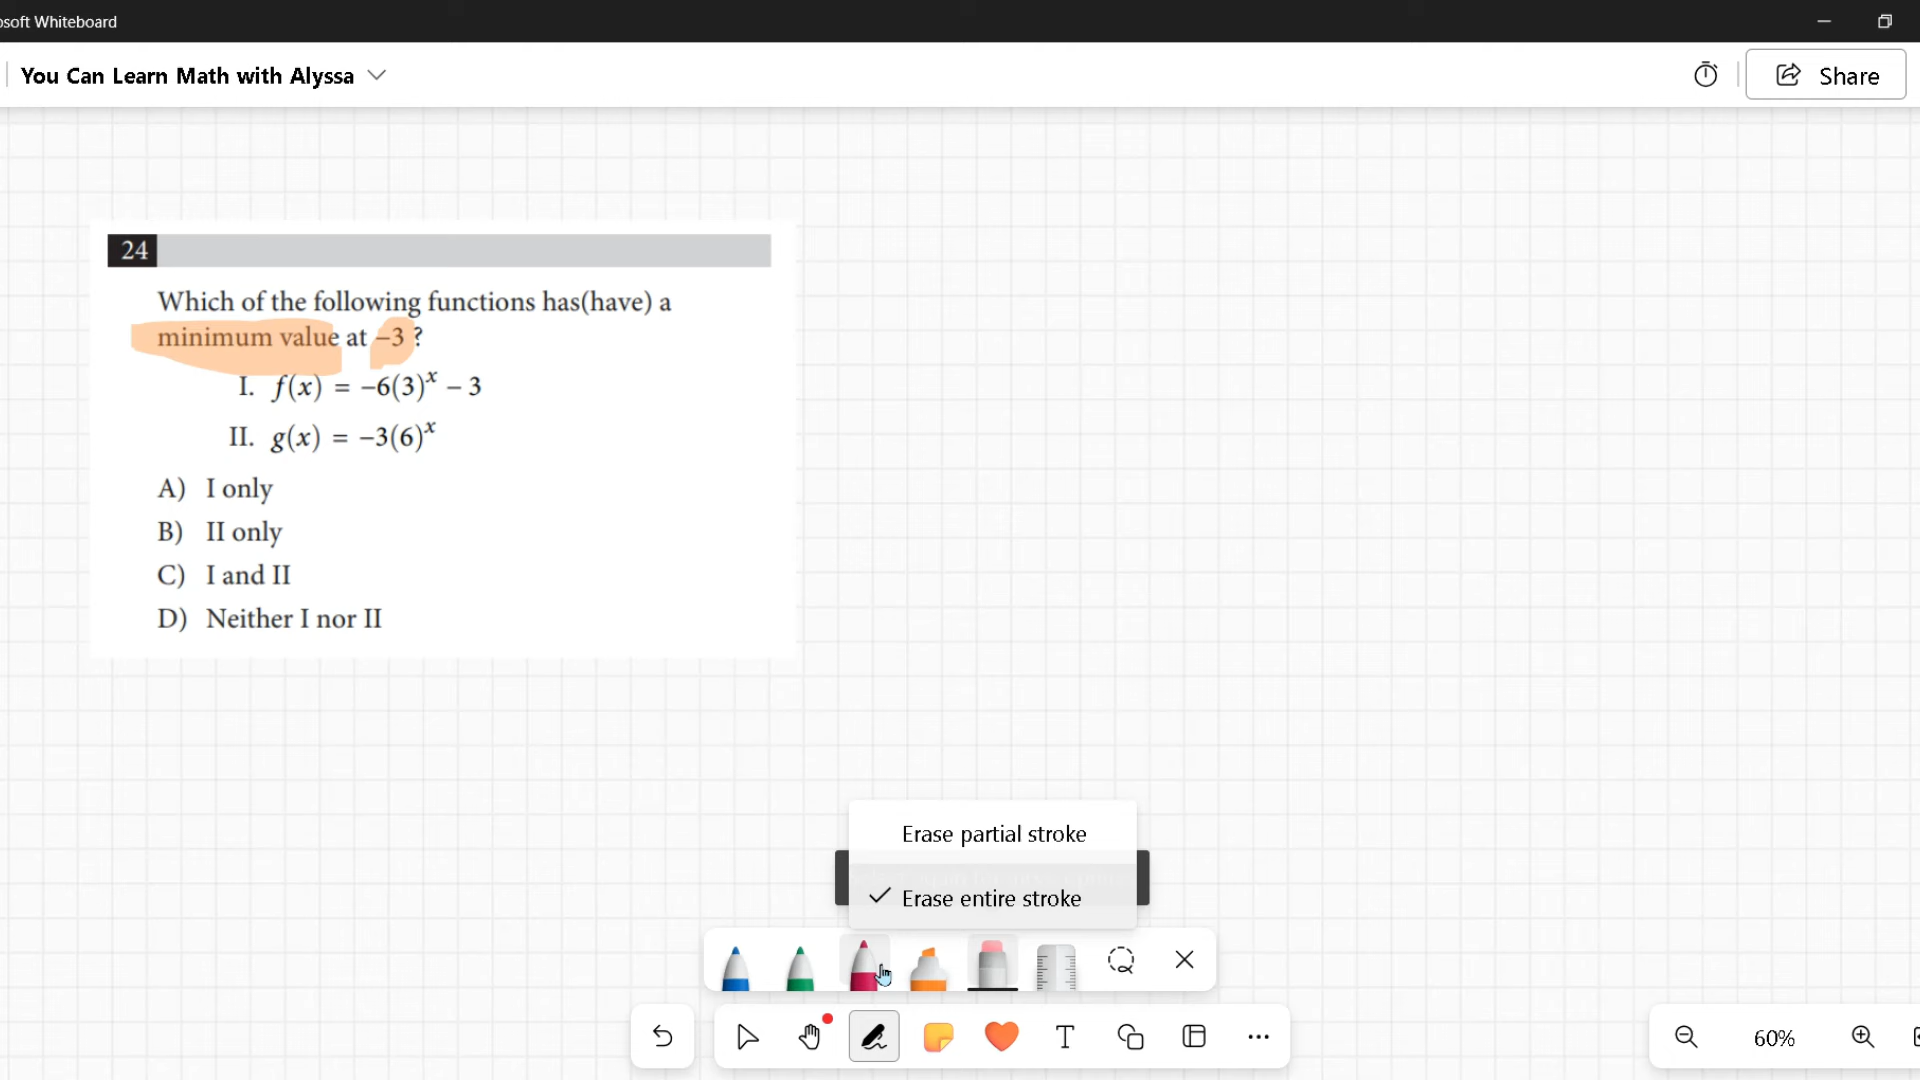 osoft Whiteboard
You Can Learn Math with Alyssa
Share
24
Which of the following functions has(have) a
minimum value at −3 ?
I. f(x) = −6(3)ˣ − 3
II. g(x) = −3(6)ˣ
A) I only
B) II only
C) I and II
D) Neither I nor II
Erase partial stroke
✓ Erase entire stroke
T
60%